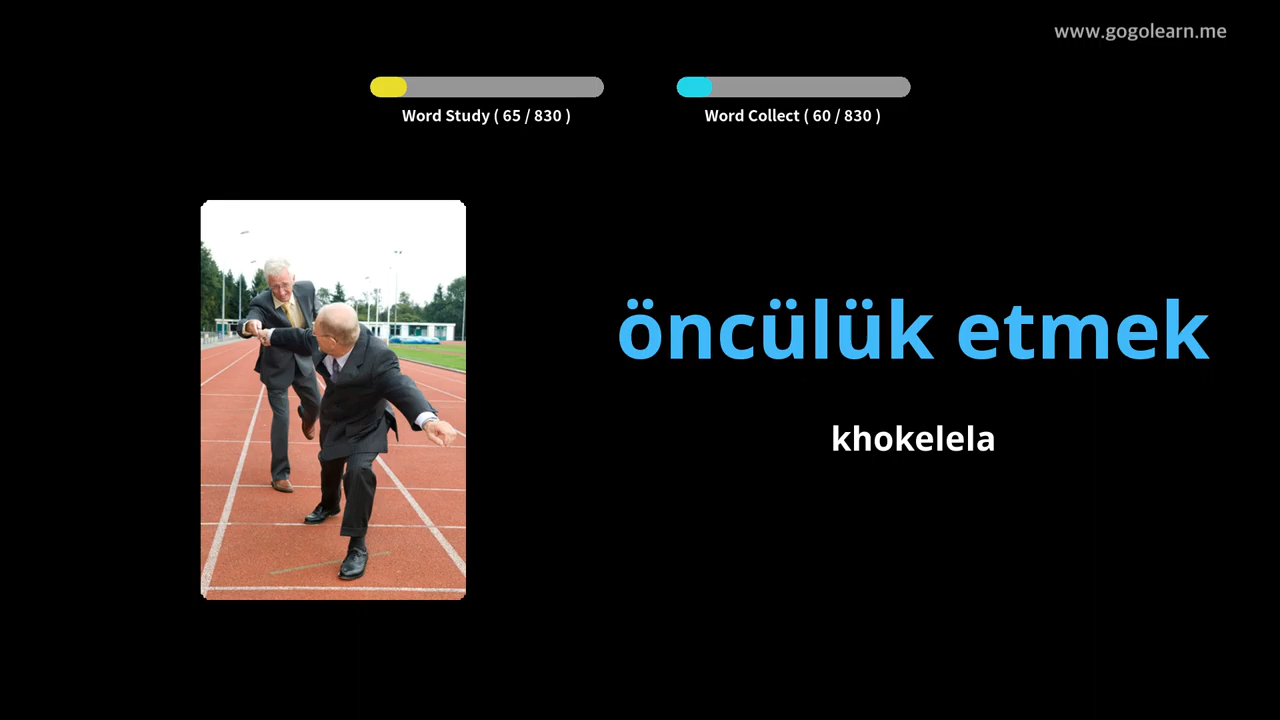 www.gogolearn.me
Word Study ( 65 / 830 )
Word Collect ( 60 / 830 )
öncülük etmek
khokelela